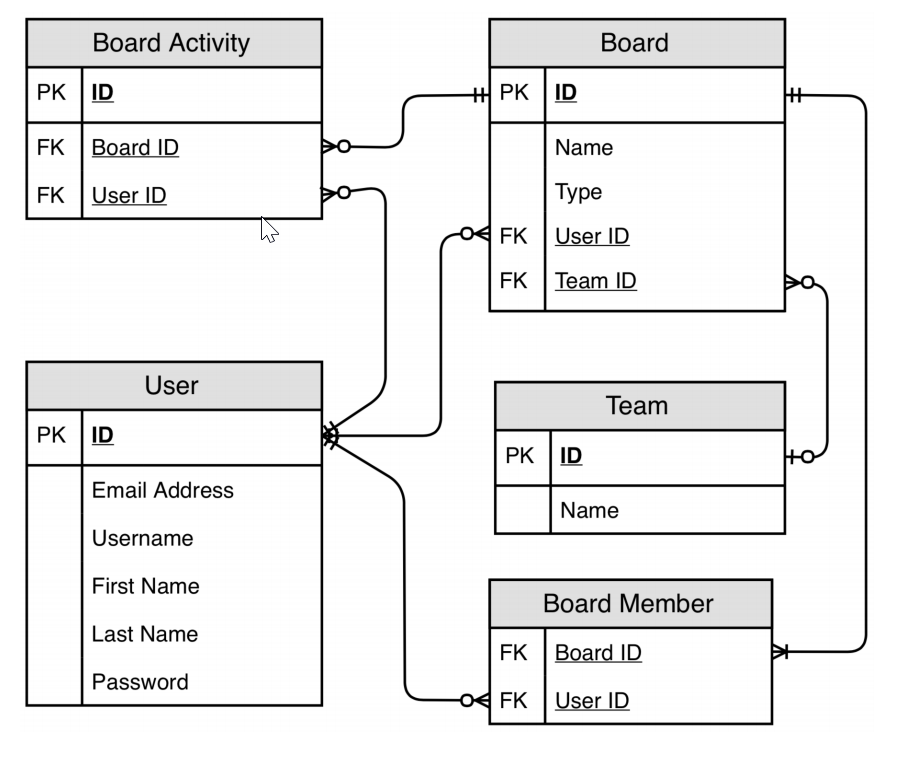 Board Activity
PK ID
FK Board ID
FK User ID
Board
PK ID
Name
Type
FK User ID
FK Team ID
User
PK ID
Email Address
Username
First Name
Last Name
Password
Team
PK ID
Name
Board Member
FK Board ID
FK User ID